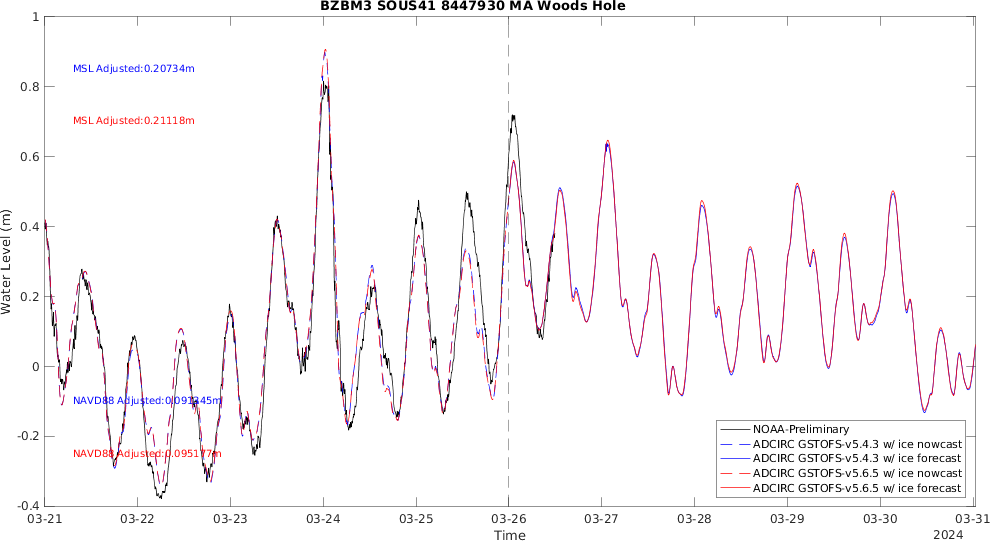 BZBM3 SOUS41 8447930 MA Woods Hole
1
0.8
0.6
0.4
0.2
0
-0.2
-0.4
Water Level (m)
MSL Adjusted:0.20734m
MSL Adjusted:0.21118m
NAVD88 Adjusted:0.091345m
NAVD88 Adjusted:0.095177m
NOAA-Preliminary
ADCIRC GSTOFS-v5.4.3 w/ ice nowcast
ADCIRC GSTOFS-v5.4.3 w/ ice forecast
ADCIRC GSTOFS-v5.6.5 w/ ice nowcast
ADCIRC GSTOFS-v5.6.5 w/ ice forecast
03-21 03-22 03-23 03-24 03-25 03-26 03-27 03-28 03-29 03-30 03-31
Time
2024